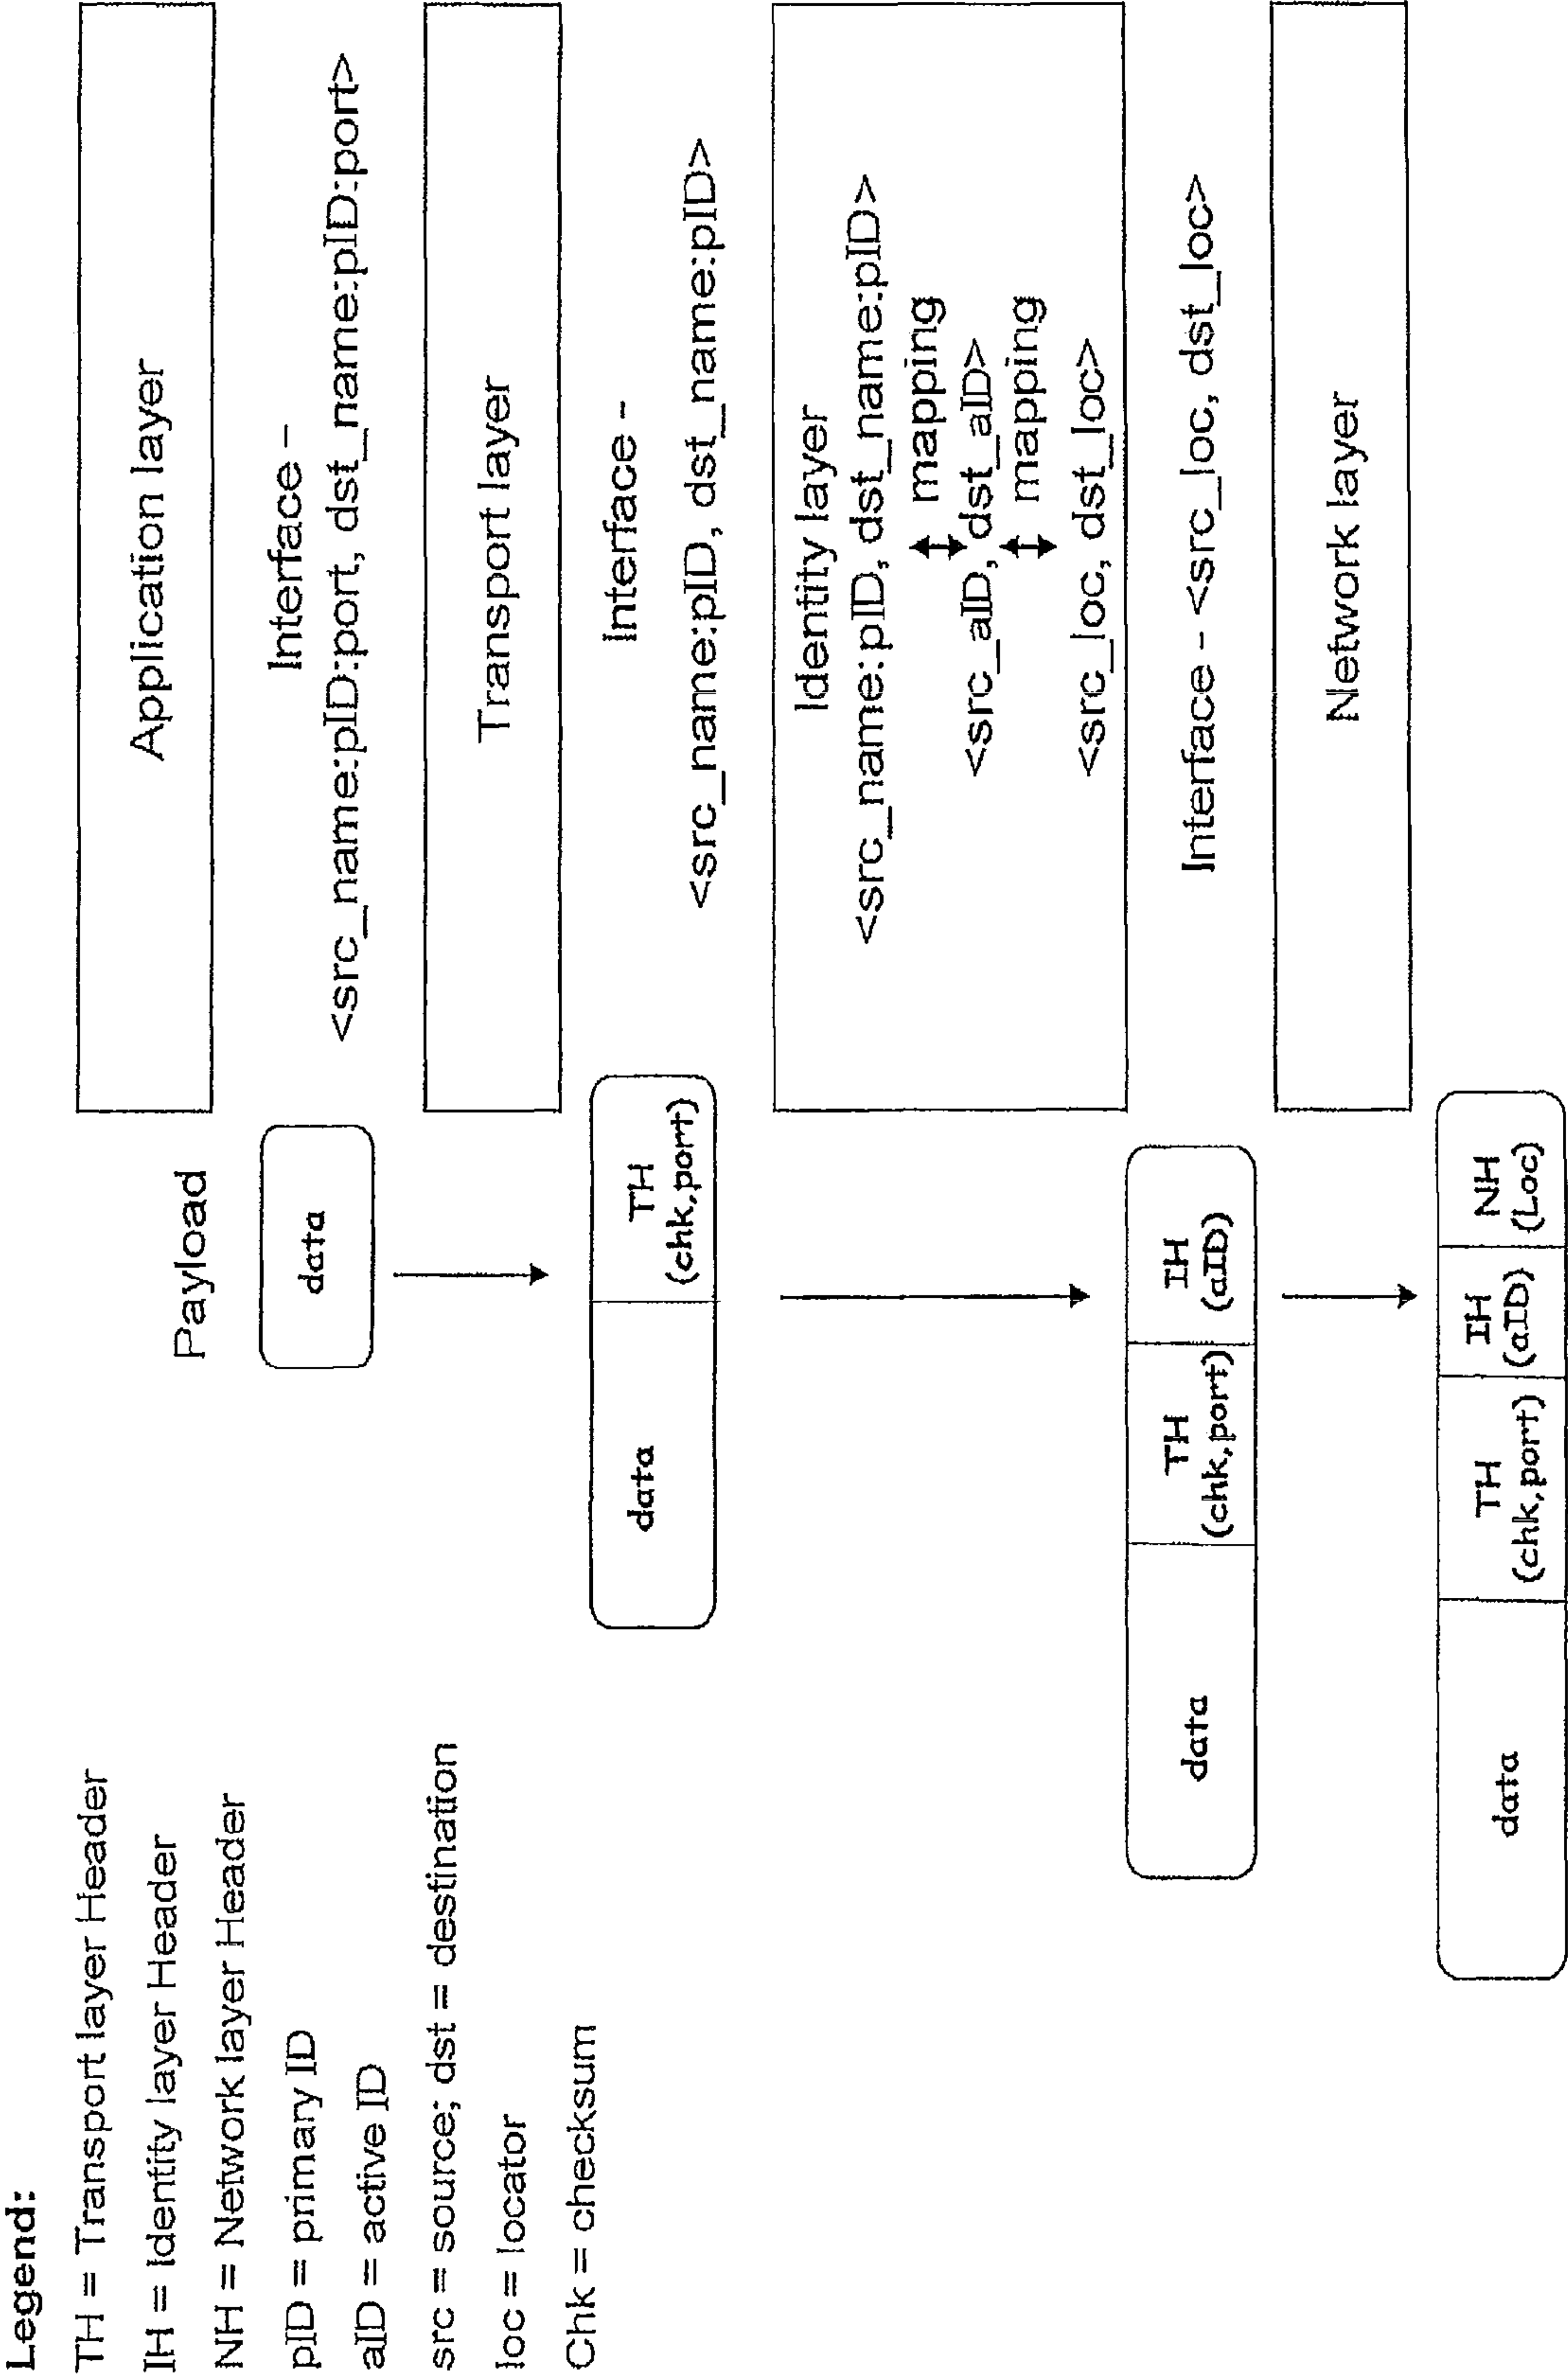 Legend:
TH = Transport layer Header
IH = Identity layer Header
NH = Network layer Header
pID = primary ID
aID = active ID
src = source; dst = destination
loc = locator
Chk = checksum
Payload
data
data
TH
(chk,port)
data
TH
(chk,port)
IH
(aID)
data
TH
(chk,port)
IH
(aID)
NH
(Loc)
Application layer
Interface –
<src_name:pID:port, dst_name:pID:port>
Transport layer
Interface -
<src_name:pID, dst_name:pID>
Identity layer
<src_name:pID, dst_name:pID>
mapping
<src_aID, dst_aID>
mapping
<src_loc, dst_loc>
Interface - <src_loc, dst_loc>
Network layer